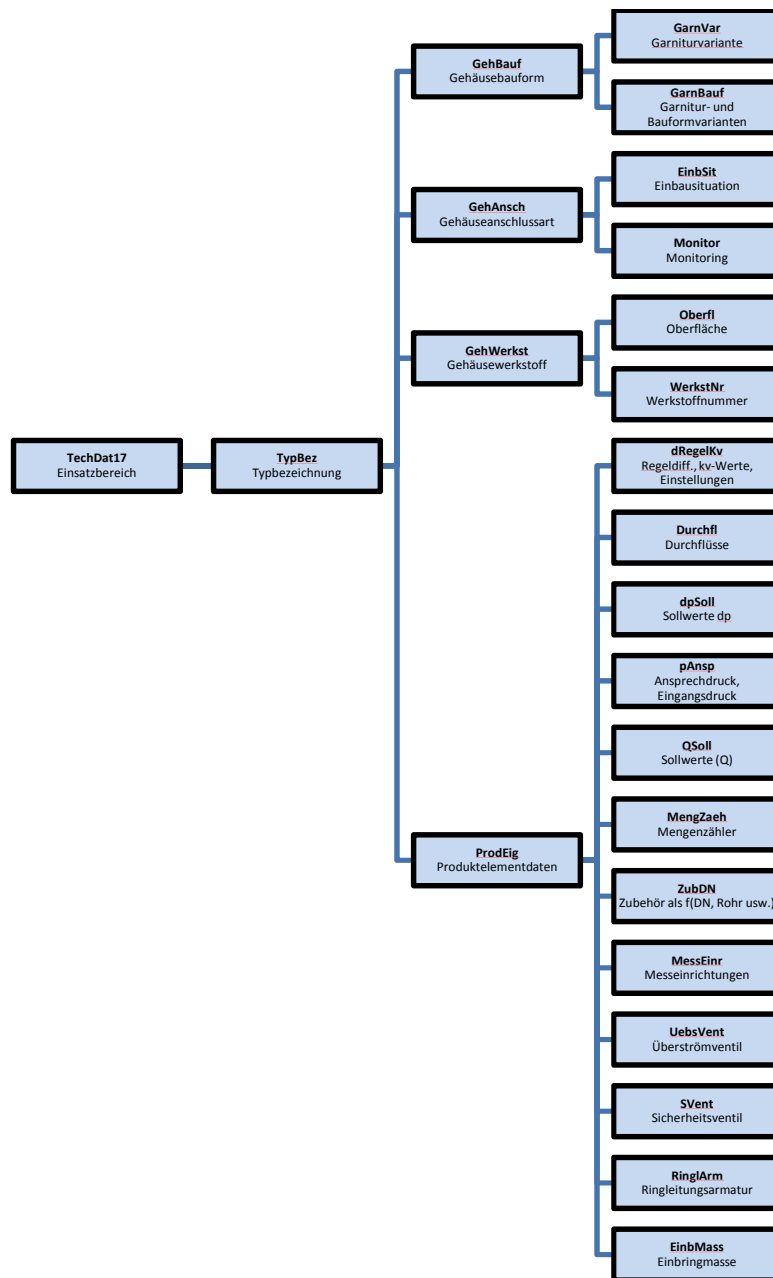 TechDat17
Einsatzbereich
TypBez
Typbezeichnung
GehBauf
Gehäusebauform
GarnVar
Garniturvariante
GarnBauf
Garnitur- und
Bauformvarianten
GehAnsch
Gehäuseanschlussart
EinbSit
Einbausituation
Monitor
Monitoring
GehWerkst
Gehäusewerkstoff
Oberfl
Oberfläche
WerkstNr
Werkstoffnummer
ProdEig
Produktelementdaten
dRegelKv
Regeldiff., kv-Werte,
Einstellungen
Durchfl
Durchflüsse
dpSoll
Sollwerte dp
pAnsp
Ansprechdruck,
Eingangsdruck
QSoll
Sollwerte (Q)
MengZaeh
Mengenzähler
ZubDN
Zubehör als f(DN, Rohr usw.)
MessEinr
Messeinrichtungen
UebsVent
Überströmventil
SVent
Sicherheitsventil
RinglArm
Ringleitungsarmatur
EinbMass
Einbringmasse